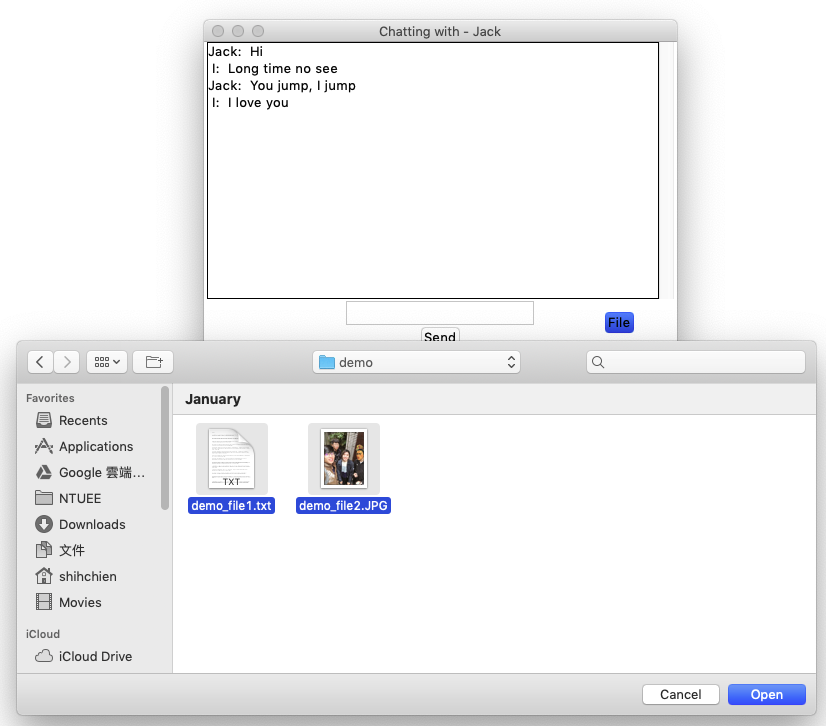 Chatting with - Jack
Jack: Hi
I: Long time no see
Jack: You jump, I jump
I: I love you
File
Send
demo
Favorites
Recents
Applications
Google 雲端…
NTUEE
Downloads
文件
shihchien
Movies
iCloud
iCloud Drive
January
TXT
demo_file1.txt
demo_file2.JPG
Cancel
Open